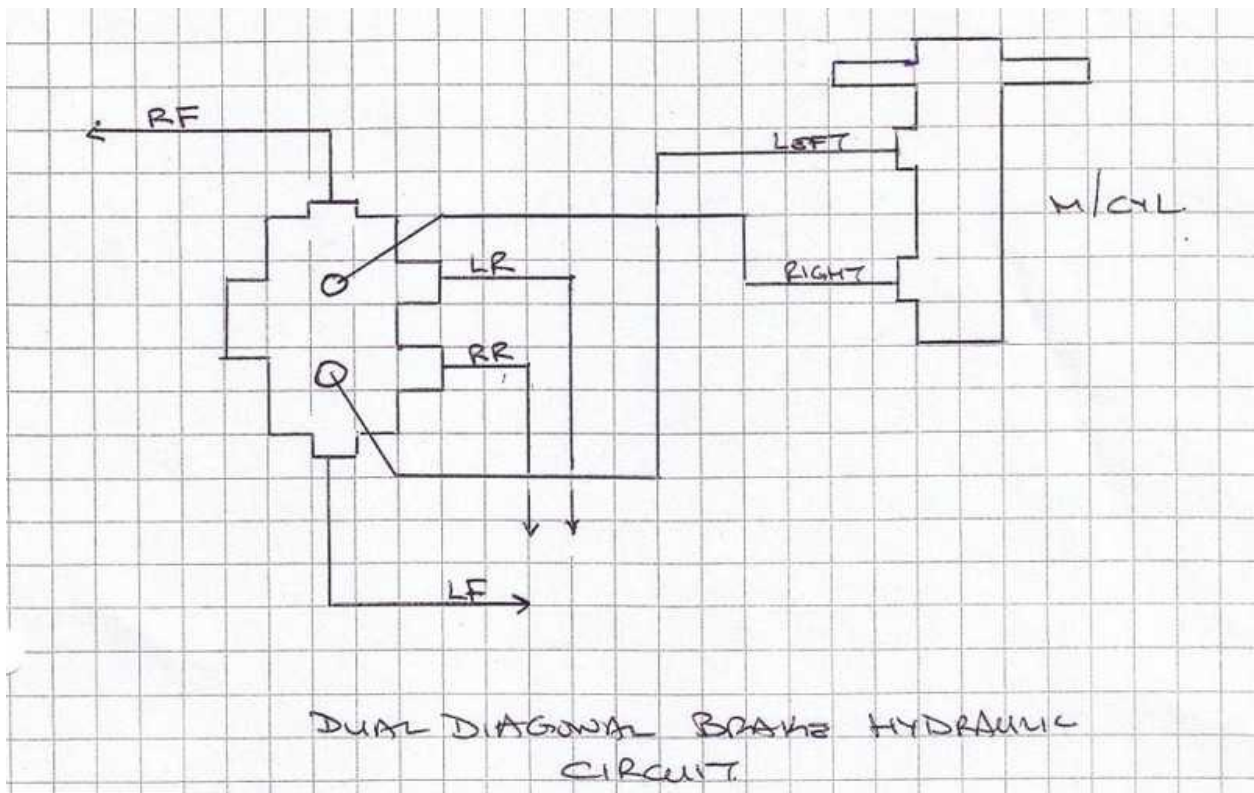 RF
LEFT
M/CYL.
LR
RIGHT
RR
LF
DUAL DIAGONAL BRAKE HYDRAULIC
CIRCUIT.